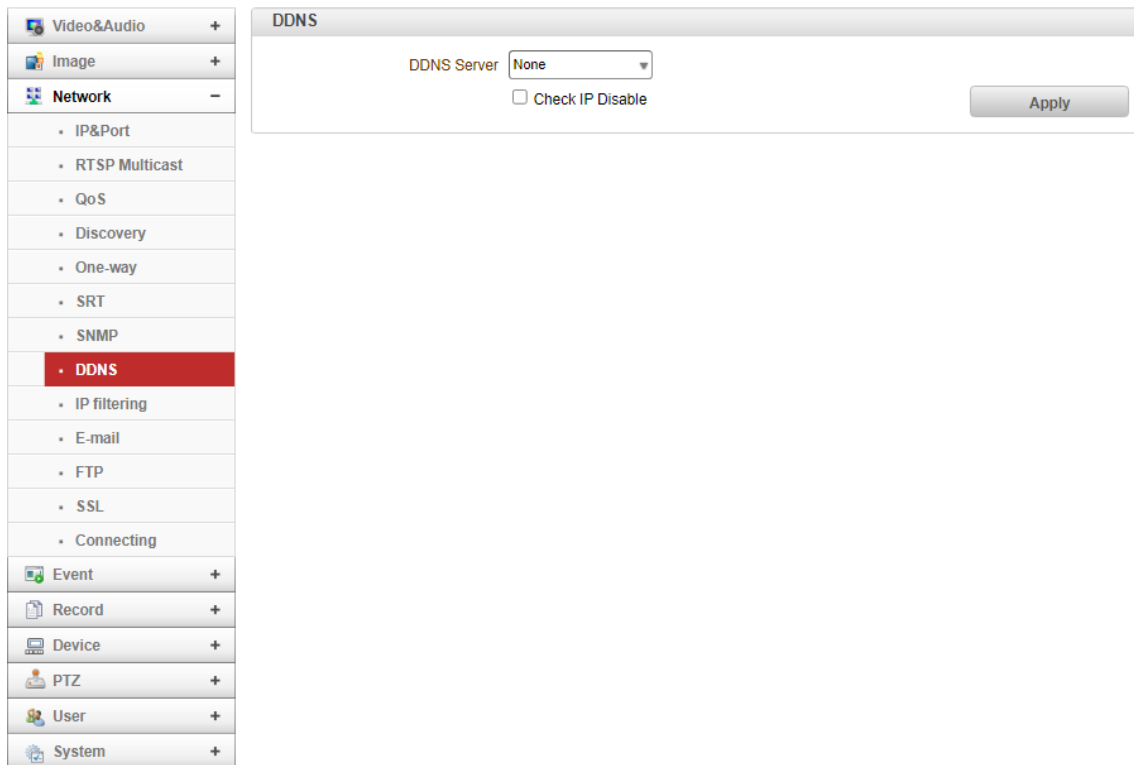 Video&Audio +
Image +
Network −
IP&Port
RTSP Multicast
QoS
Discovery
One-way
SRT
SNMP
DDNS
IP filtering
E-mail
FTP
SSL
Connecting
Event +
Record +
Device +
PTZ +
User +
System +
DDNS
DDNS Server None
Check IP Disable
Apply